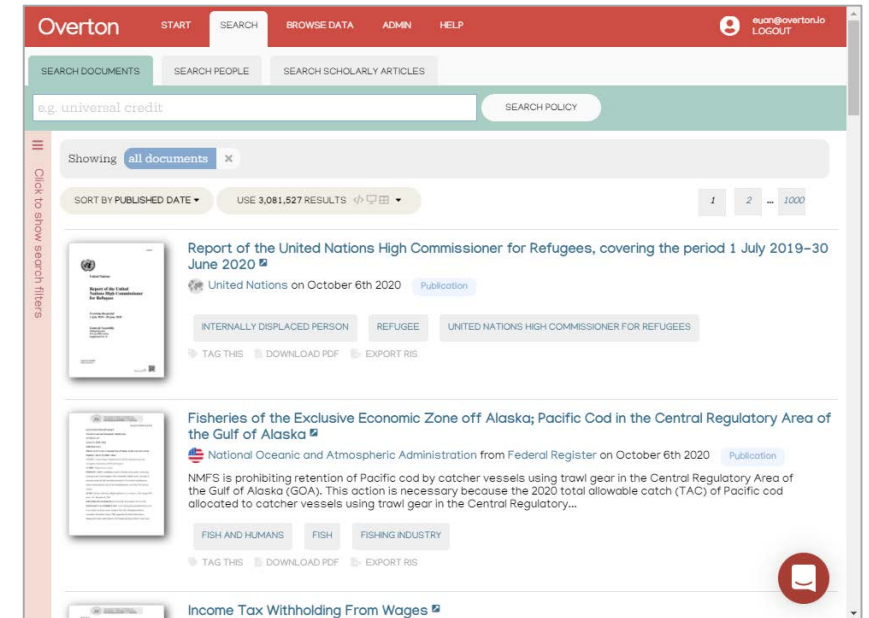 Overton START SEARCH BROWSE DATA ADMIN HELP euan@overton.io
LOGOUT
SEARCH DOCUMENTS SEARCH PEOPLE SEARCH SCHOLARLY ARTICLES
e.g. universal credit SEARCH POLICY
Click to show search filters
Showing all documents x
SORT BY PUBLISHED DATE USE 3,081,527 RESULTS 1 2 ... 1000
Report of the United Nations High Commissioner for Refugees, covering the period 1 July 2019–30
June 2020
United Nations on October 6th 2020 Publication
INTERNALLY DISPLACED PERSON REFUGEE UNITED NATIONS HIGH COMMISSIONER FOR REFUGEES
TAG THIS DOWNLOAD PDF EXPORT RIS
Report of the United
Nations High Commissioner
for Refugees
Fisheries of the Exclusive Economic Zone off Alaska; Pacific Cod in the Central Regulatory Area of
the Gulf of Alaska
National Oceanic and Atmospheric Administration from Federal Register on October 6th 2020 Publication
NMFS is prohibiting retention of Pacific cod by catcher vessels using trawl gear in the Central Regulatory Area of
the Gulf of Alaska (GOA). This action is necessary because the 2020 total allowable catch (TAC) of Pacific cod
allocated to catcher vessels using trawl gear in the Central Regulatory...
FISH AND HUMANS FISH FISHING INDUSTRY
TAG THIS DOWNLOAD PDF EXPORT RIS
Income Tax Withholding From Wages